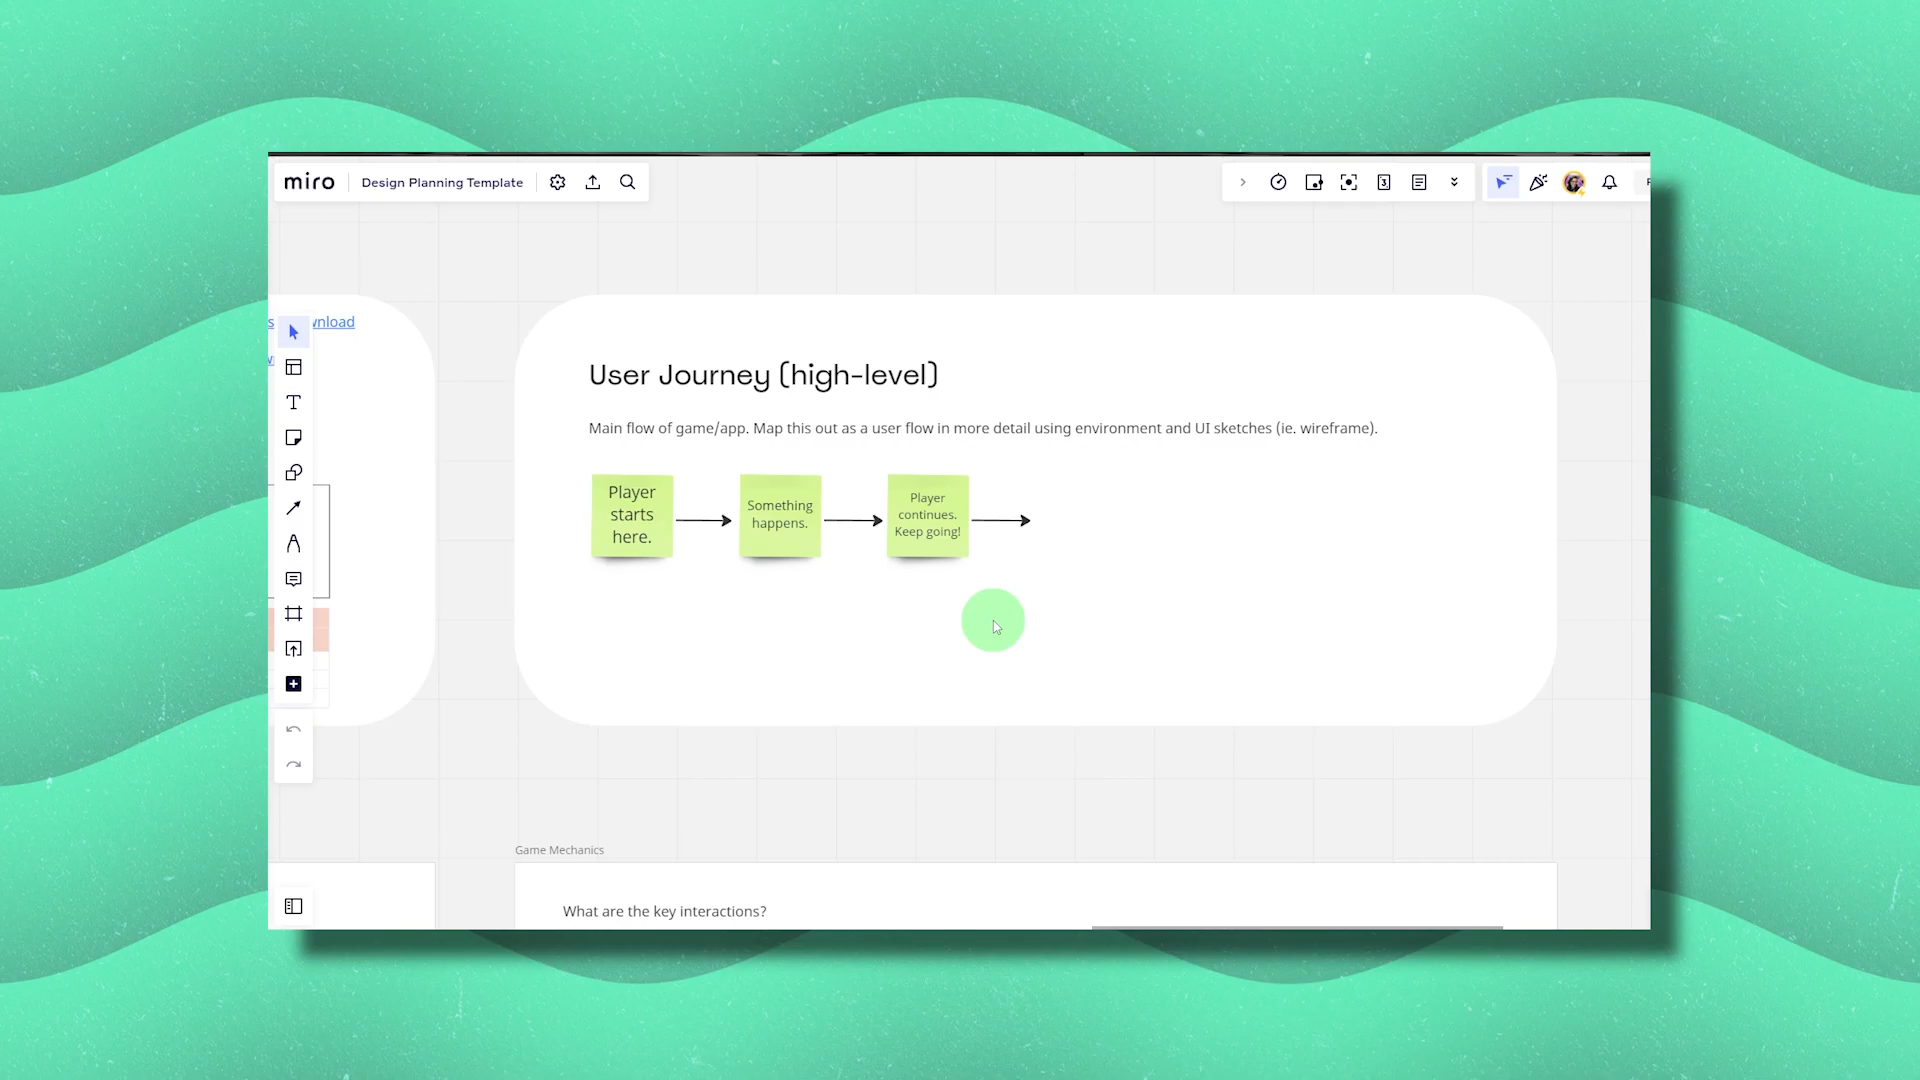 miro
Design Planning Template
3
wnload
User Journey (high-level)
Main flow of game/app. Map this out as a user flow in more detail using environment and UI sketches (ie. wireframe).
Player
starts
here.
Something
happens.
Player
continues.
Keep going!
Game Mechanics
What are the key interactions?